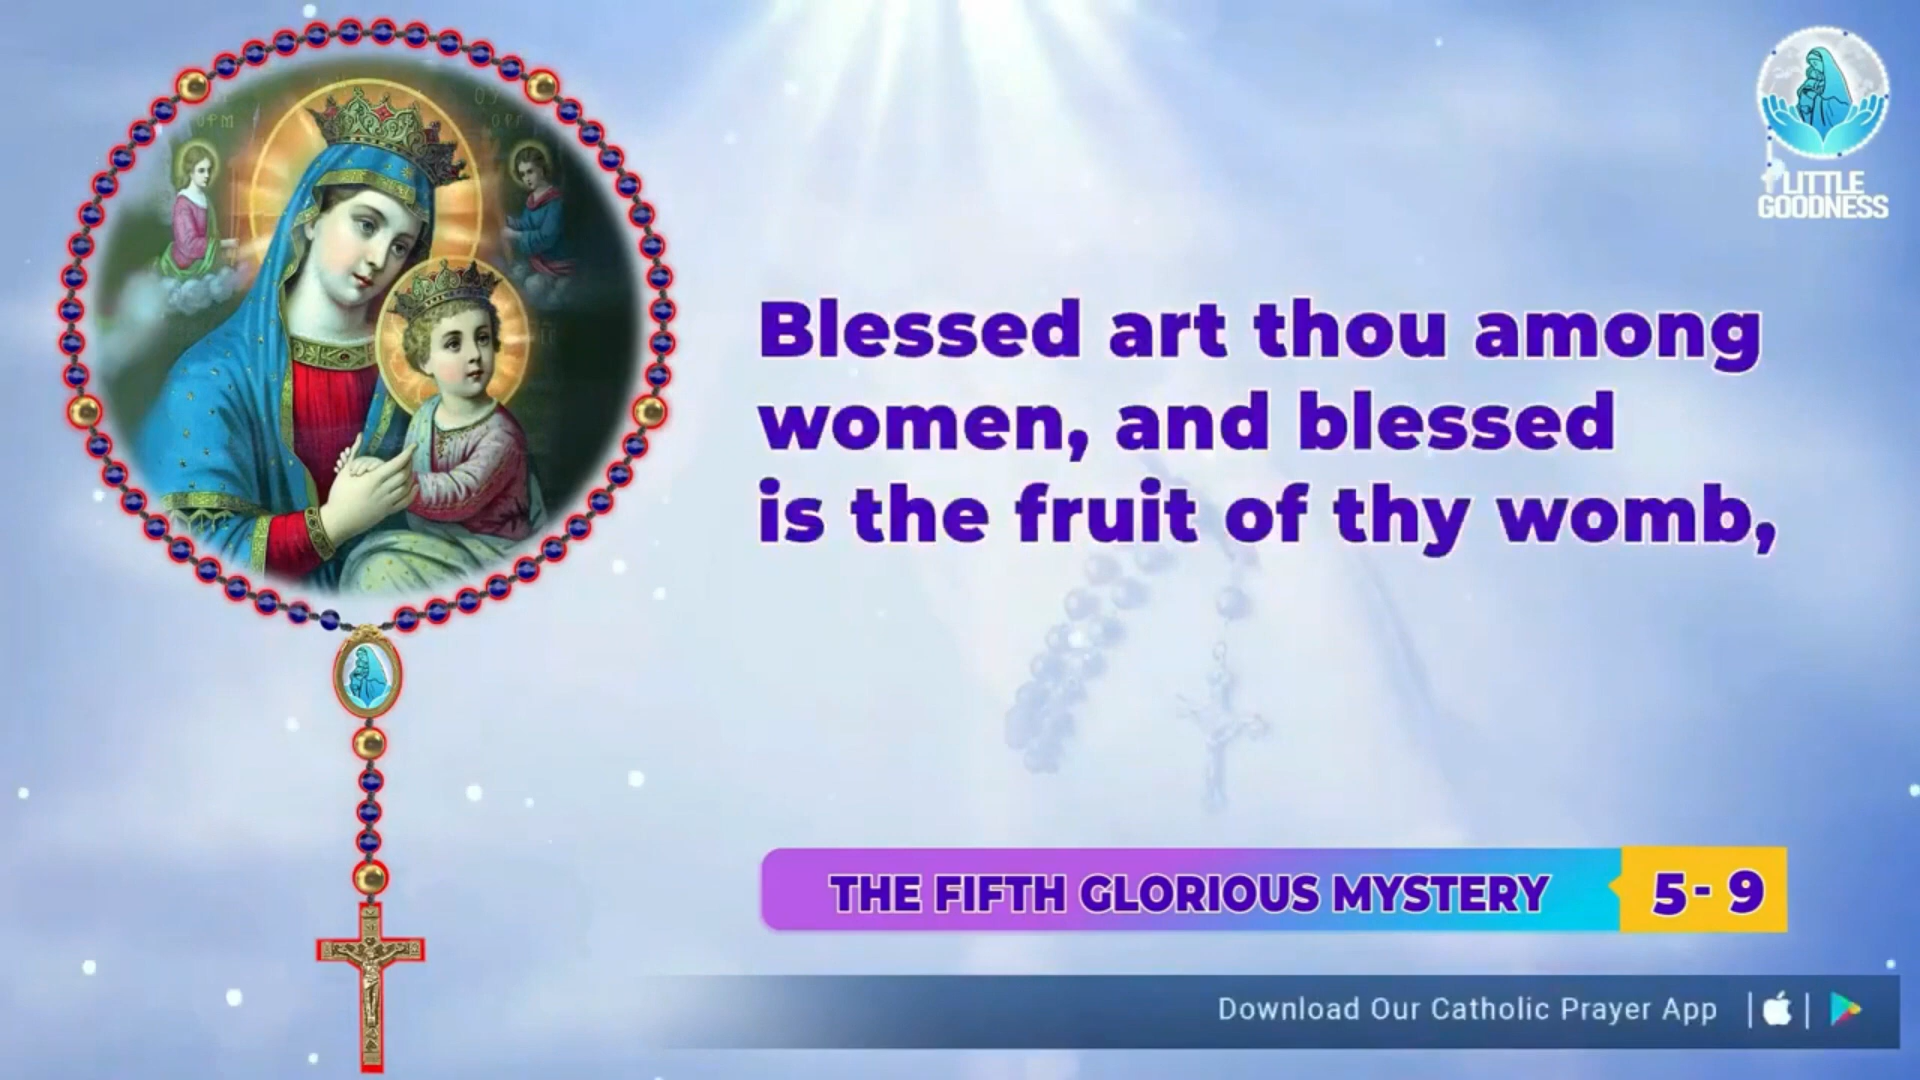 LITTLE
GOODNESS
Blessed art thou among
women, and blessed
is the fruit of thy womb,
THE FIFTH GLORIOUS MYSTERY 5- 9
Download Our Catholic Prayer App